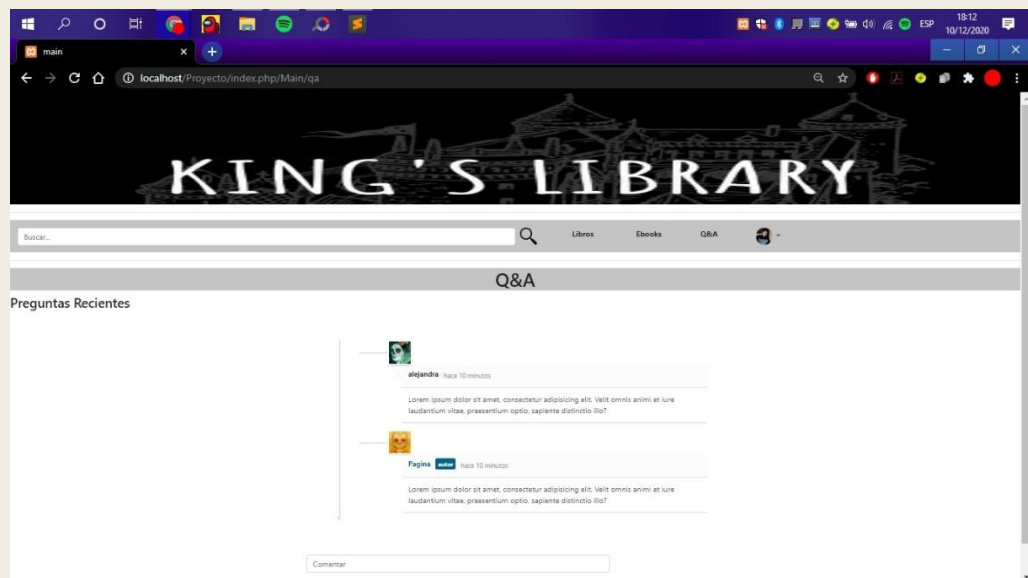 ESP
18:12
10/12/2020
main
localhost/Proyecto/index.php/Main/qa
KING'S LIBRARY
Buscar...
Libros Ebooks Q&A
Q&A
Preguntas Recientes
alejandra hace 10 minutos
Lorem ipsum dolor sit amet, consectetur adipisicing elit. Velit omnis animi et iure
laudantium vitae, praesentium optio, sapiente distinctio illo?
Pagina autor hace 10 minutos
Lorem ipsum dolor sit amet, consectetur adipisicing elit. Velit omnis animi et iure
laudantium vitae, praesentium optio, sapiente distinctio illo?
Comentar